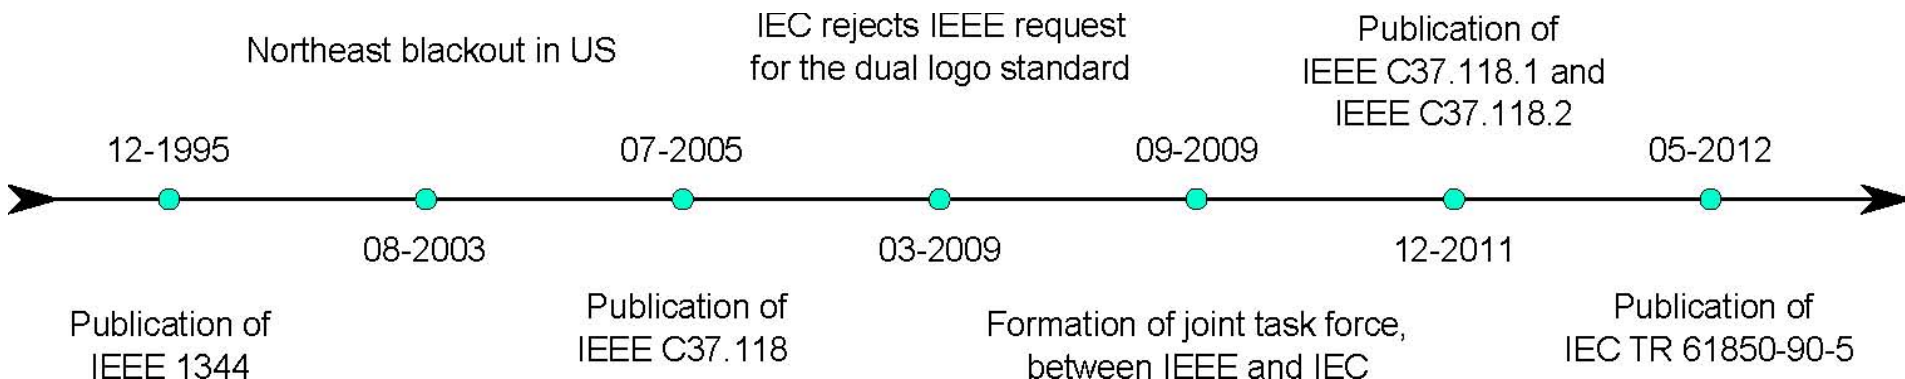 Northeast blackout in US
IEC rejects IEEE request
for the dual logo standard
Publication of
IEEE C37.118.1 and
IEEE C37.118.2
12-1995
07-2005
09-2009
05-2012
08-2003
03-2009
12-2011
Publication of
IEEE 1344
Publication of
IEEE C37.118
Formation of joint task force,
between IEEE and IEC
Publication of
IEC TR 61850-90-5